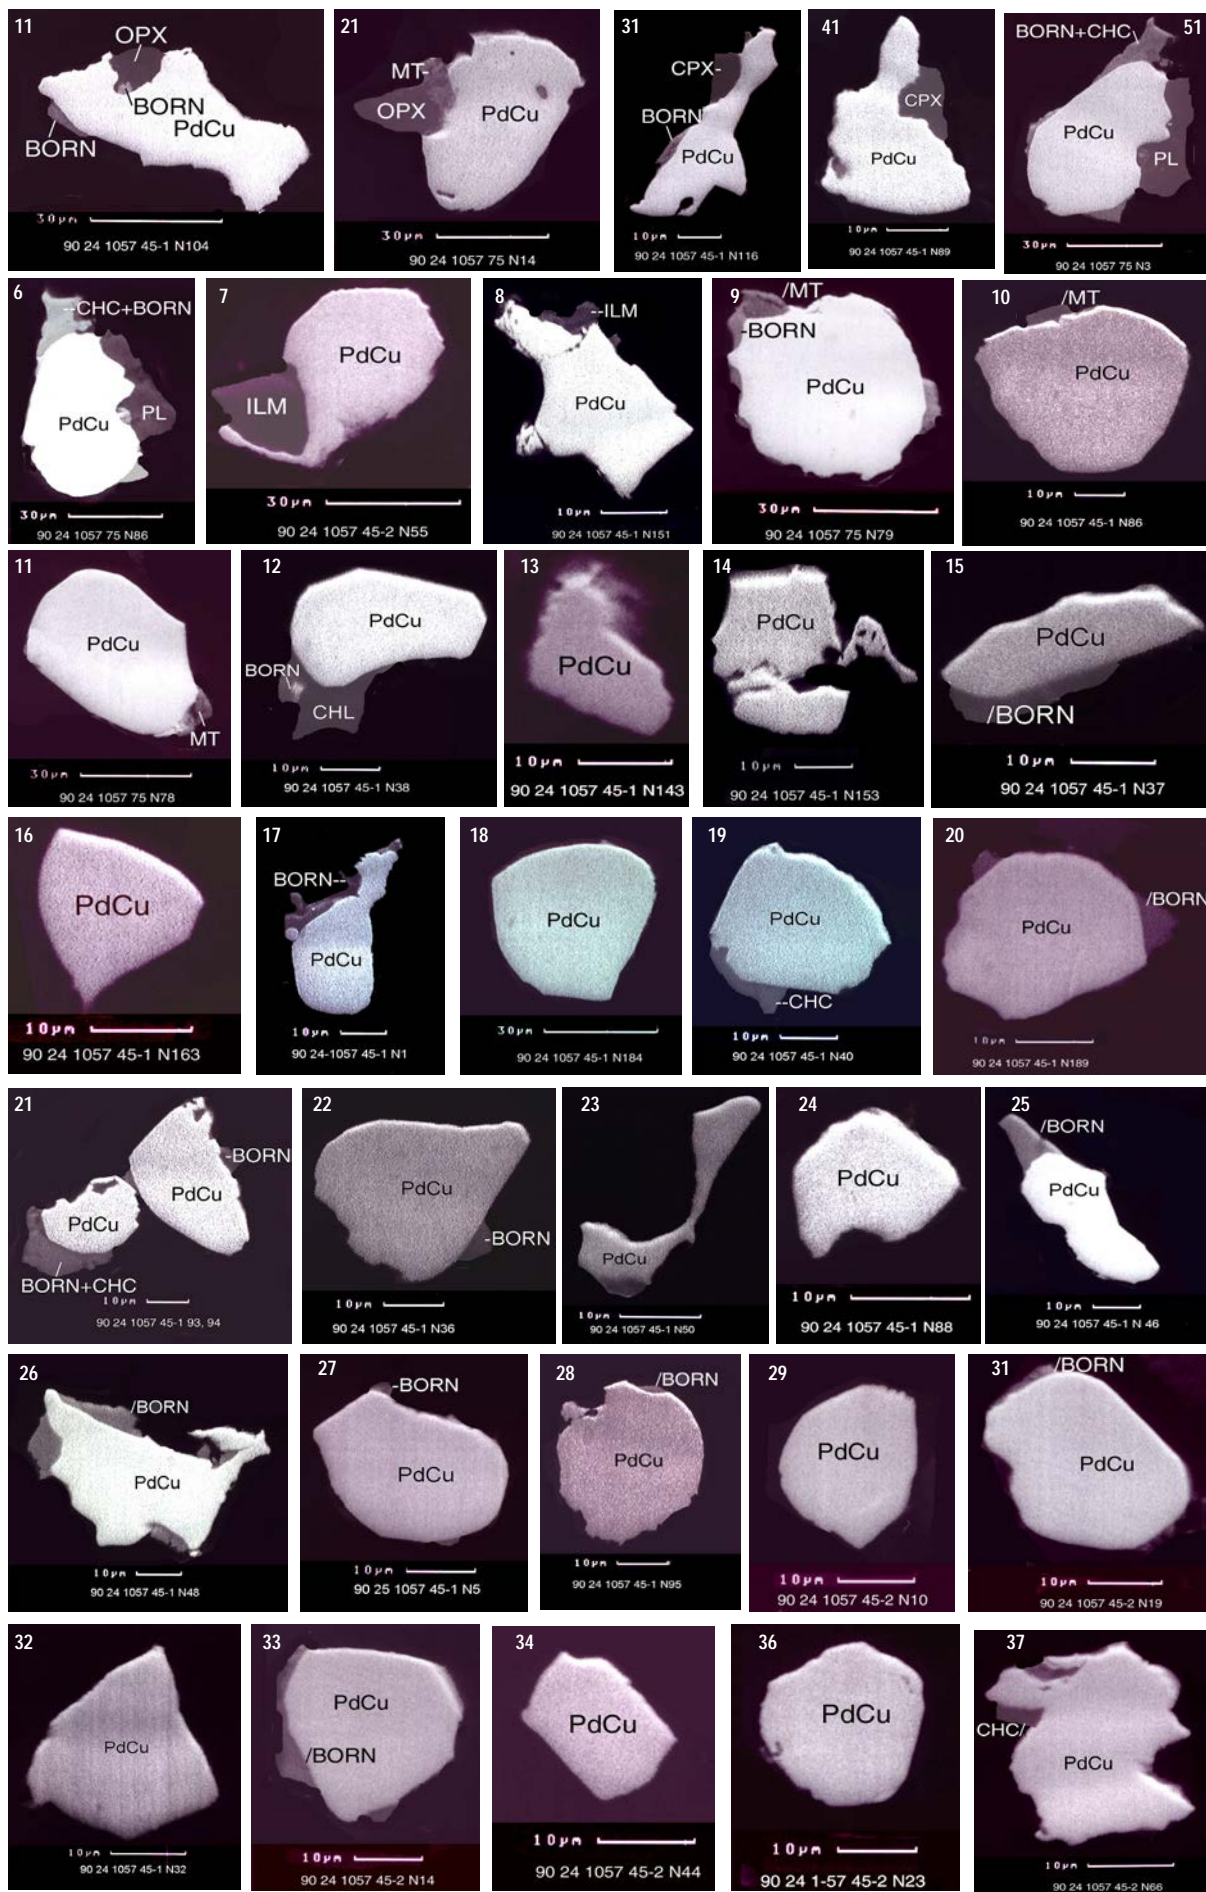 11
OPX
BORN
PdCu
BORN
30µm
90 24 1057 45-1 N104
21
MT-
OPX
PdCu
30µm
90 24 1057 75 N14
31
CPX-
BORN
PdCu
10µm
90 24 1057 45-1 N116
41
CPX
PdCu
10µm
90 24 1057 45-1 N89
51
BORN+CHC
PdCu
PL
30µm
90 24 1057 75 N3
6
--CHC+BORN
PL
PdCu
30µm
90 24 1057 75 N86
7
PdCu
ILM
30µm
90 24 1057 45-2 N55
8
--ILM
PdCu
10µm
90 24 1057 45-1 N151
9
/MT
-BORN
PdCu
30µm
90 24 1057 75 N79
10
/MT
PdCu
10µm
90 24 1057 45-1 N86
11
PdCu
MT
30µm
90 24 1057 75 N78
12
PdCu
BORN
CHL
10µm
90 24 1057 45-1 N38
13
PdCu
10µm
90 24 1057 45-1 N143
14
PdCu
10µm
90 24 1057 45-1 N153
15
PdCu
/BORN
10µm
90 24 1057 45-1 N37
16
PdCu
10µm
90 24 1057 45-1 N163
17
BORN--
PdCu
10µm
90 24-1057 45-1 N1
18
PdCu
30µm
90 24 1057 45-1 N184
19
PdCu
--CHC
10µm
90 24 1057 45-1 N40
20
/BORN
PdCu
10µm
90 24 1057 45-1 N189
21
-BORN
PdCu
PdCu
BORN+CHC
10µm
90 24 1057 45-1 93, 94
22
PdCu
-BORN
10µm
90 24 1057 45-1 N36
23
PdCu
10µm
90 24 1057 45-1 N50
24
PdCu
10µm
90 24 1057 45-1 N88
25
/BORN
PdCu
10µm
90 24 1057 45-1 N 46
26
/BORN
PdCu
10µm
90 24 1057 45-1 N48
27
-BORN
PdCu
10µm
90 25 1057 45-1 N5
28
/BORN
PdCu
10µm
90 24 1057 45-1 N95
29
PdCu
10µm
90 24 1057 45-2 N10
31
/BORN
PdCu
10µm
90 24 1057 45-2 N19
32
PdCu
10µm
90 24 1057 45-1 N32
33
PdCu
/BORN
10µm
90 24 1057 45-2 N14
34
PdCu
10µm
90 24 1057 45-2 N44
36
PdCu
10µm
90 24 1-57 45-2 N23
37
CHC/
PdCu
10µm
90 24 1057 45-2 N66